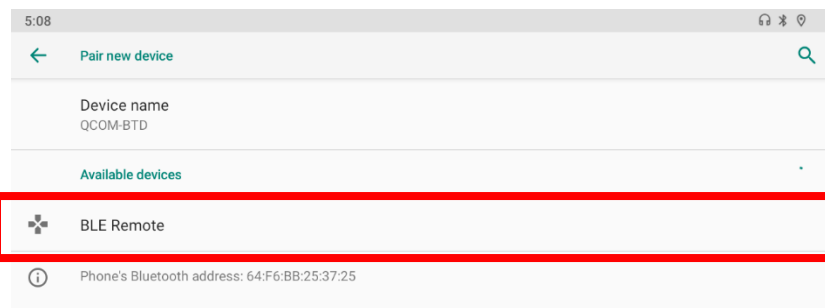 5:08
Pair new device
Device name
QCOM-BTD
Available devices
BLE Remote
Phone's Bluetooth address: 64:F6:BB:25:37:25